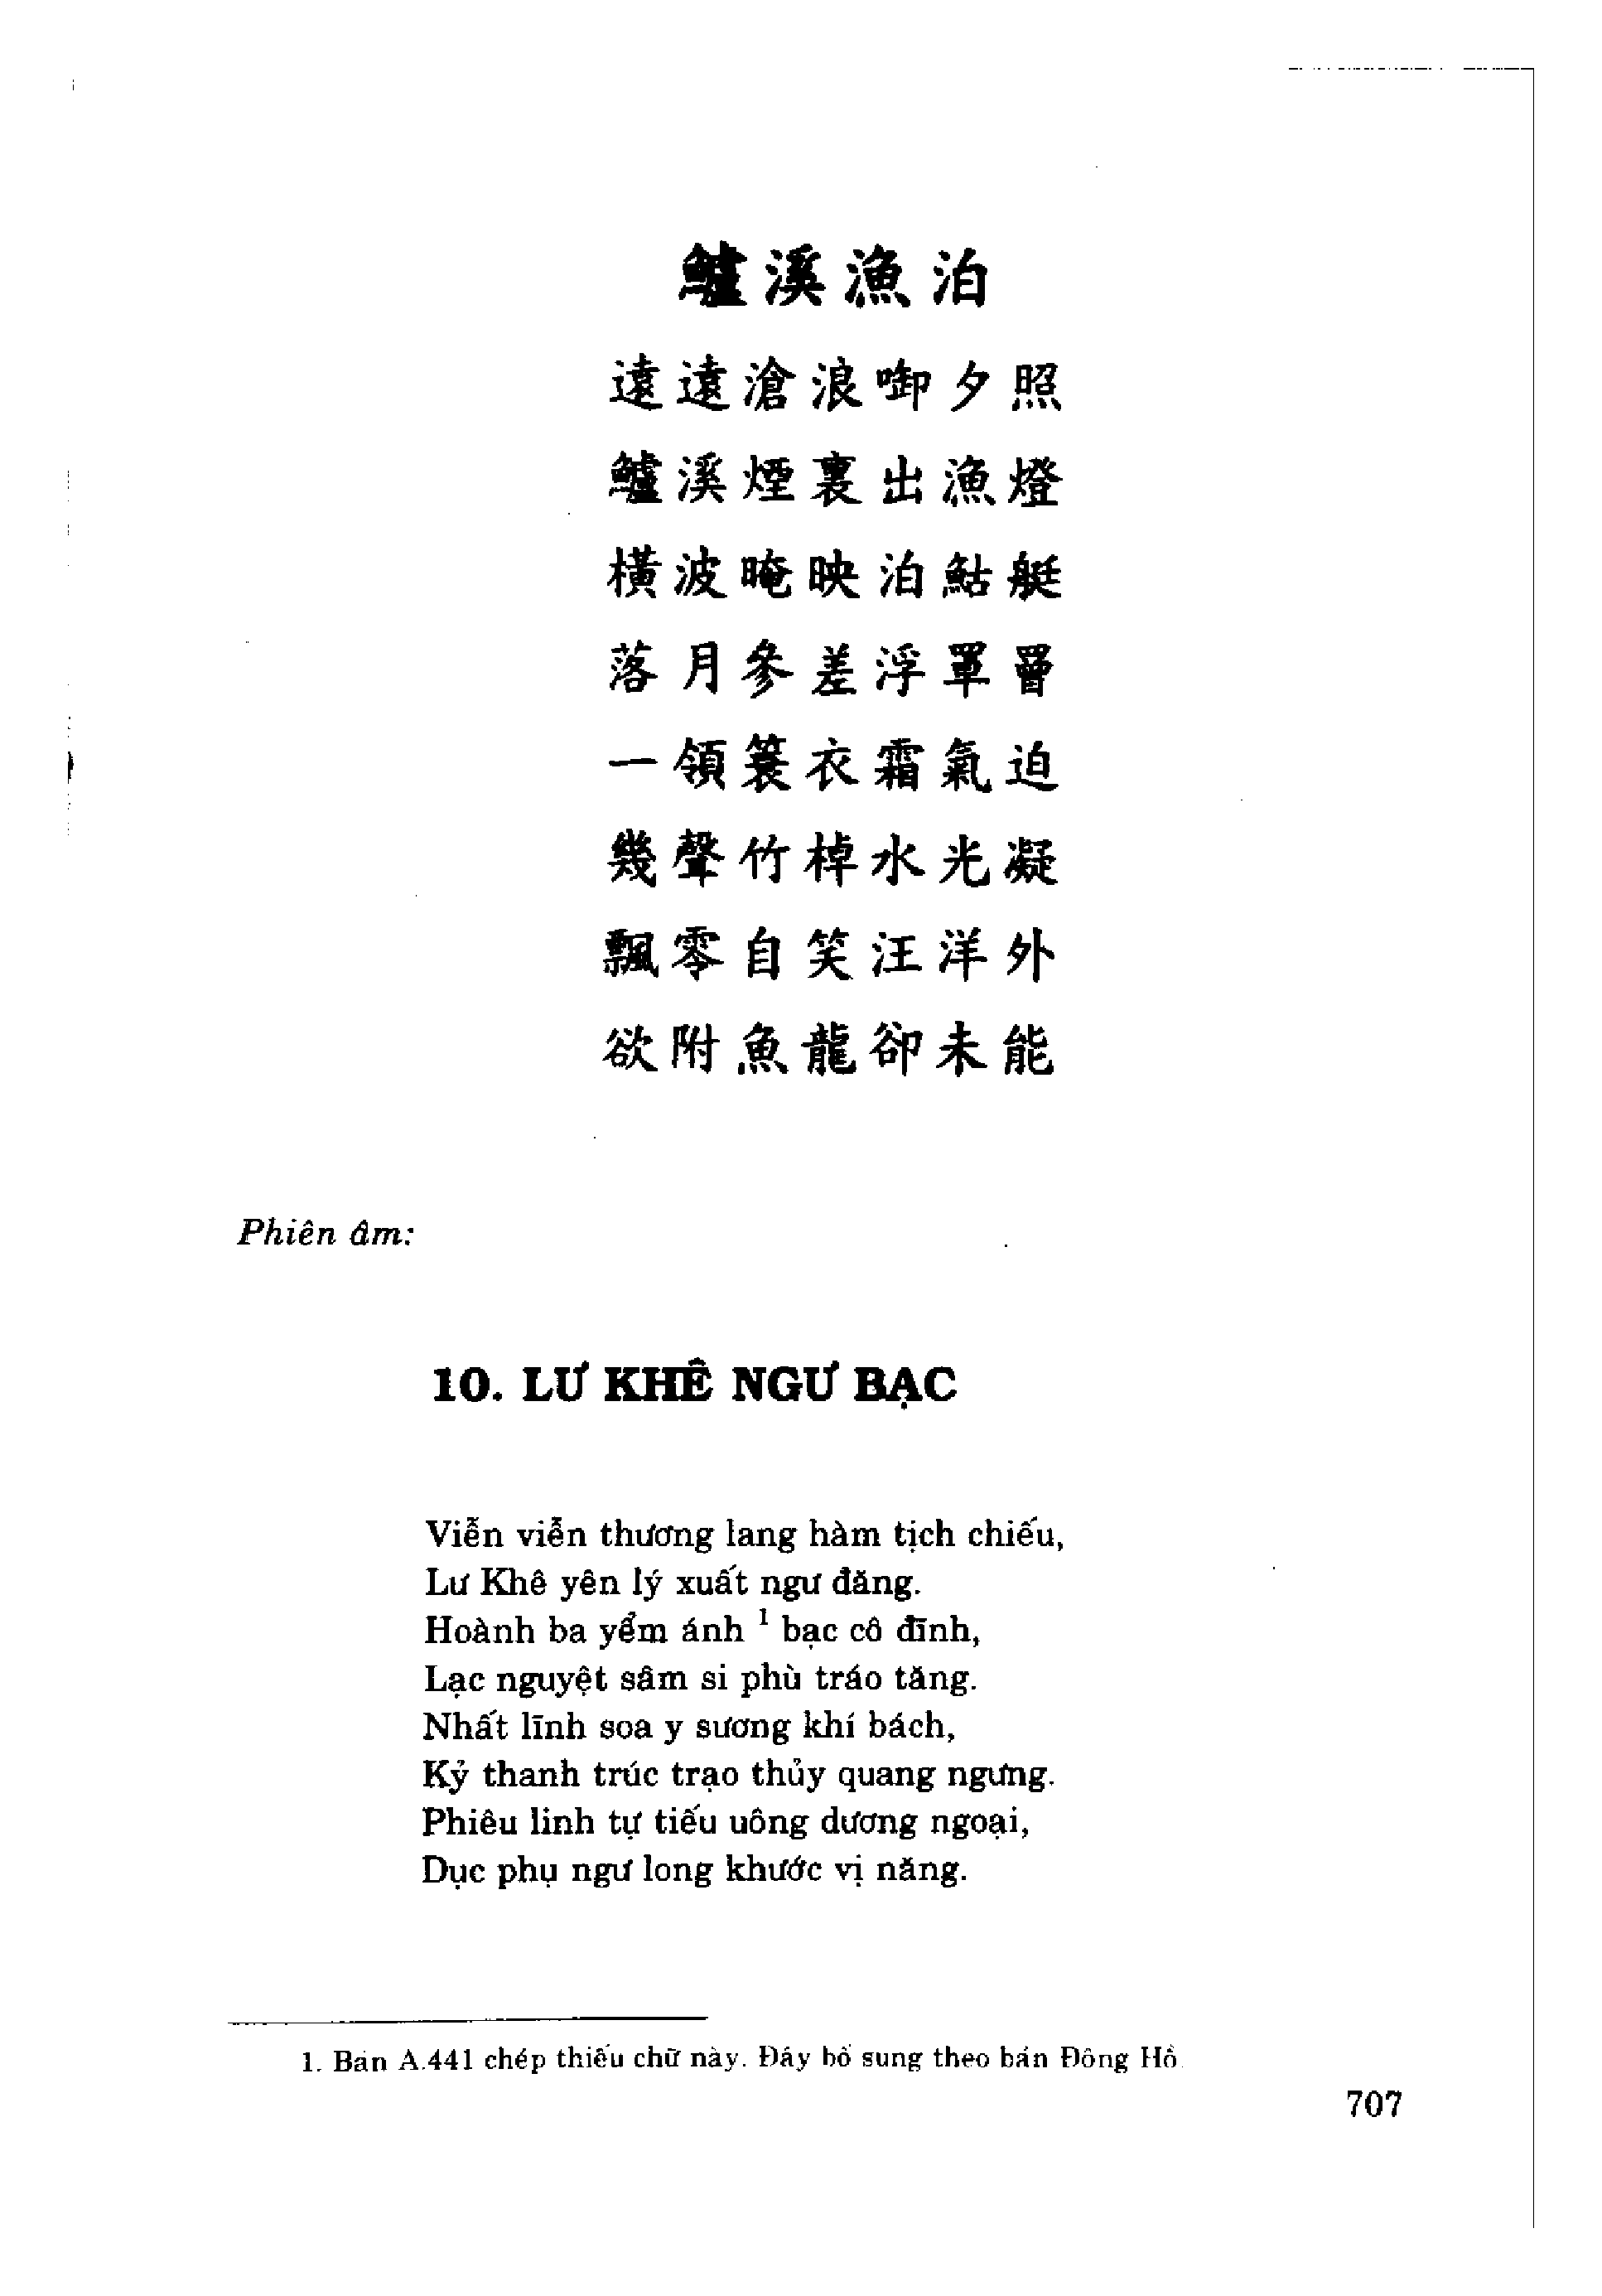 鱸溪漁泊
遠遠滄浪啣夕照
鱸溪煙裏出漁燈
橫波晻映泊鮕艇
落月參差浮罩罾
一領簑衣霜氣迫
幾聲竹棹水光凝
飄零自笑汪洋外
欲附魚龍卻未能
Phiên âm:
10. LƯ KHÊ NGƯ BẠC
Viễn viễn thương lang hàm tịch chiếu,
Lư Khê yên lý xuất ngư đăng.
Hoành ba yểm ánh ¹ bạc cô đĩnh,
Lạc nguyệt sâm si phù tráo tăng.
Nhất lĩnh soa y sương khí bách,
Kỷ thanh trúc trạo thủy quang ngưng.
Phiêu linh tự tiếu uông dương ngoại,
Dục phụ ngư long khước vị năng.
1. Bản A.441 chép thiếu chữ này. Đây bổ sung theo bản Đông Hồ
707